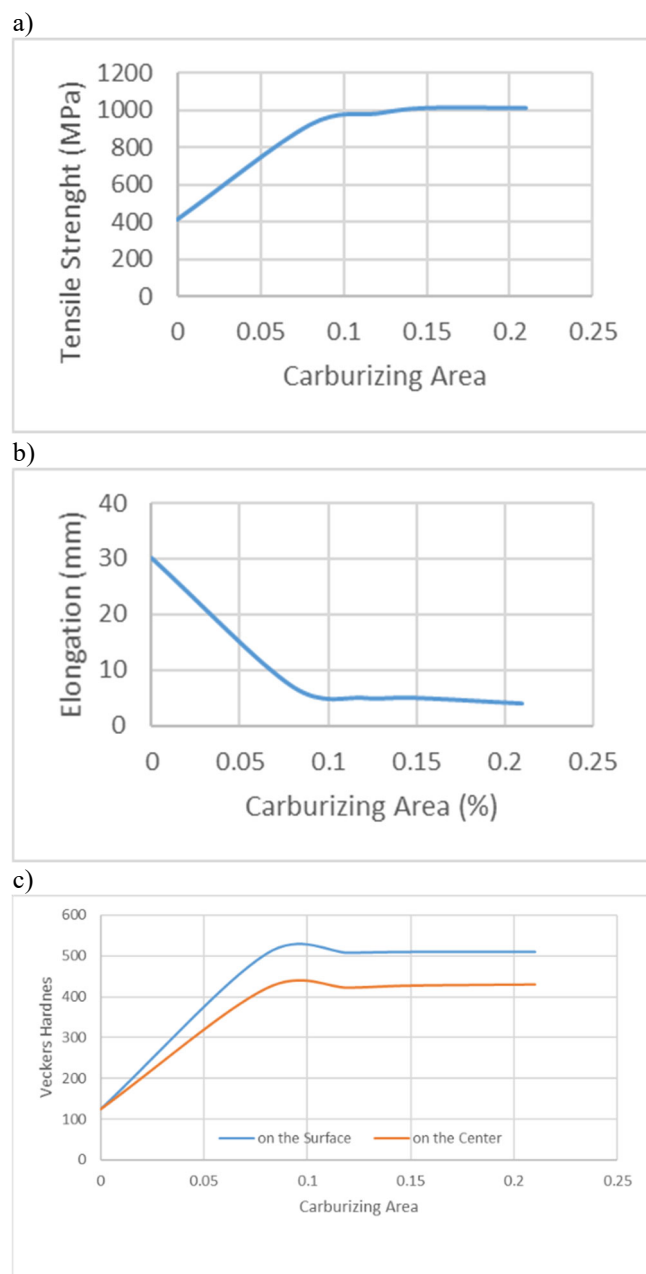 a)
1200
1000
800
600
400
200
0
Tensile Strenght (MPa)
0 0.05 0.1 0.15 0.2 0.25
Carburizing Area
b)
40
30
20
10
0
Elongation (mm)
0 0.05 0.1 0.15 0.2 0.25
Carburizing Area (%)
c)
600
500
400
300
200
100
0
Veckers Hardnes
on the Surface on the Center
0 0.05 0.1 0.15 0.2 0.25
Carburizing Area